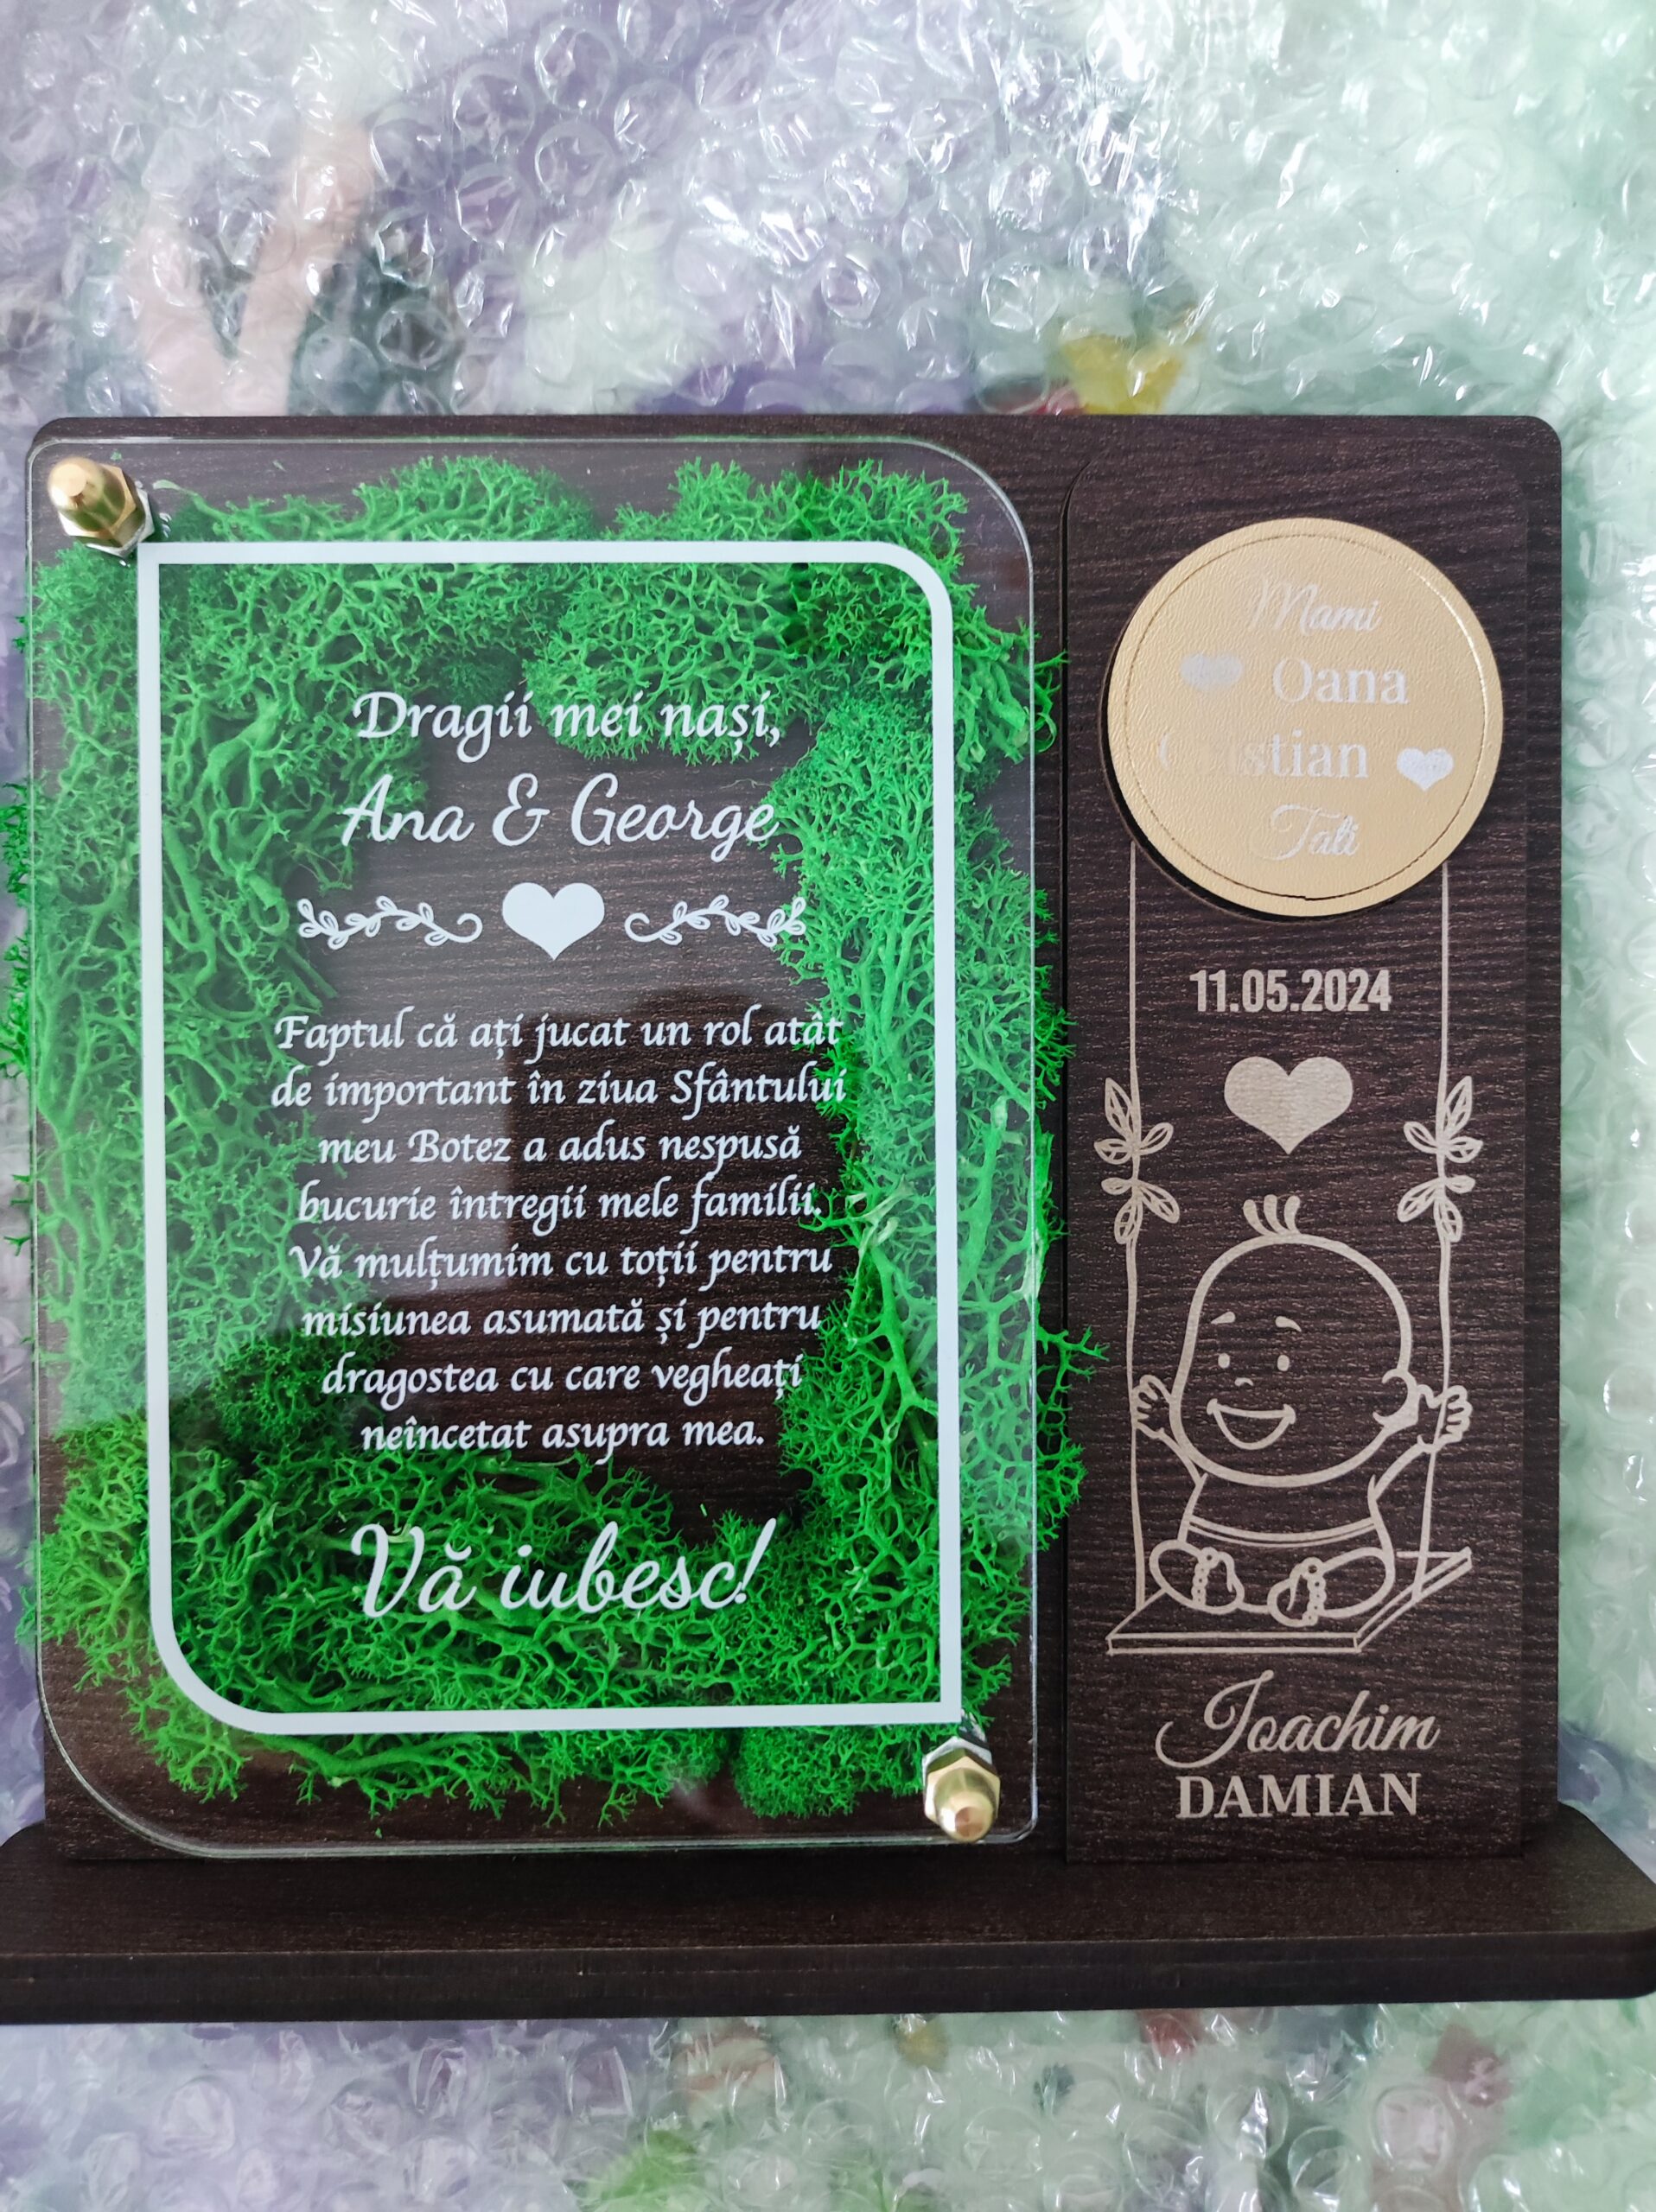 Dragii mei nași,
Ana & George
Faptul că ați jucat un rol atât
de important în ziua Sfântului
meu Botez a adus nespusă
bucurie întregii mele familii.
Vă mulțumim cu toții pentru
misiunea asumată și pentru
dragostea cu care vegheați
neîncetat asupra mea.
Vă iubesc!
Mami
Oana
Tati
11.05.2024
Joachim
DAMIAN